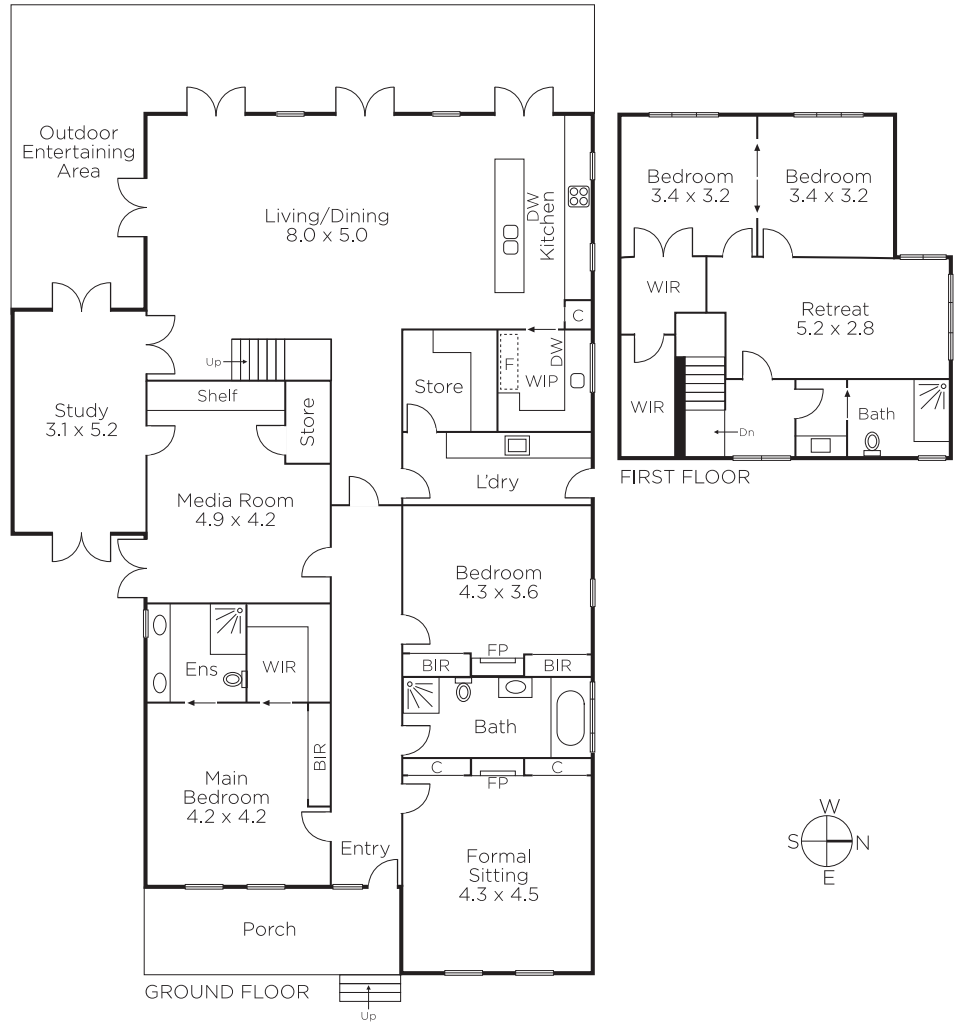 Outdoor
Entertaining
Area
Living/Dining
8.0 x 5.0
DW
Kitchen
C
Up
Shelf
Store
Store
F
DW
WIP
Study
3.1 x 5.2
Media Room
4.9 x 4.2
L'dry
Bedroom
4.3 x 3.6
FP
BIR
BIR
Ens
WIR
Bath
BIR
Main
Bedroom
4.2 x 4.2
C
FP
C
Entry
Formal
Sitting
4.3 x 4.5
Porch
GROUND FLOOR
Up
Bedroom
3.4 x 3.2
Bedroom
3.4 x 3.2
WIR
Retreat
5.2 x 2.8
WIR
Dn
Bath
FIRST FLOOR
W
S
N
E